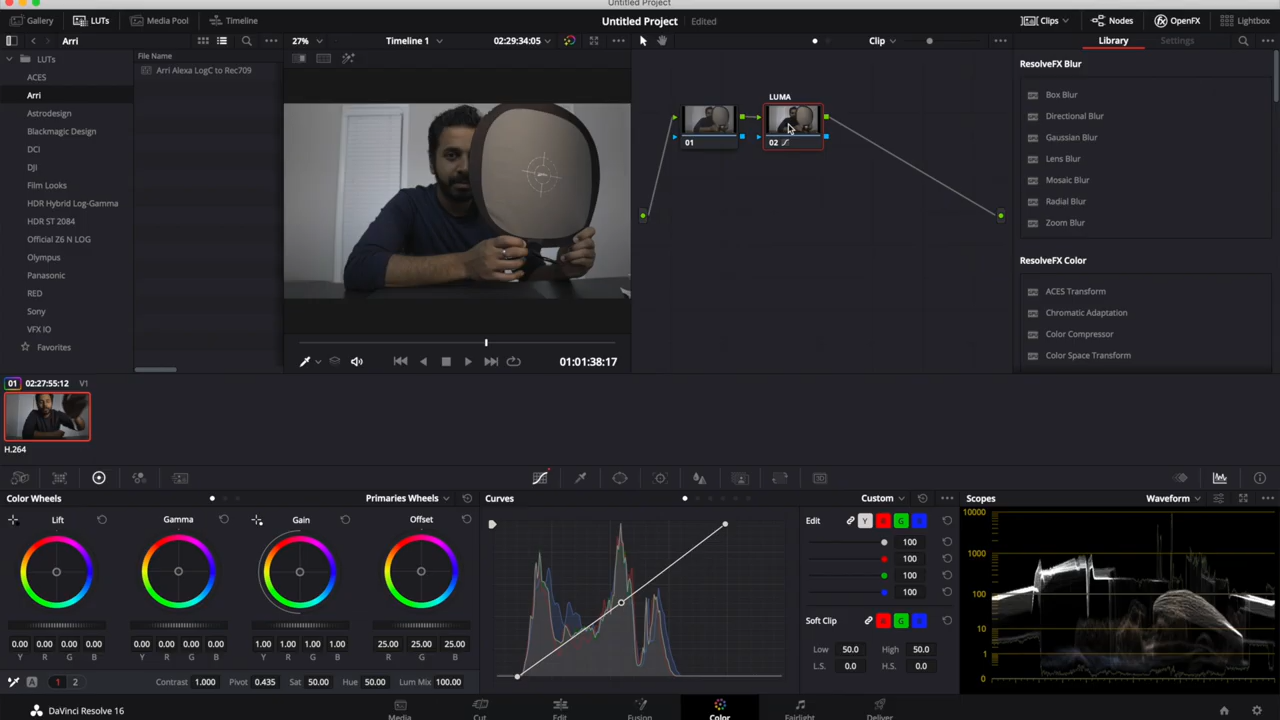 Untitled Project
Gallery
LUTs
Media Pool
Timeline
Untitled Project
Edited
Clips
Nodes
OpenFX
Lightbox
Arri
27%
Timeline 1
02:29:34:05
Clip
Library
Settings
LUTs
ACES
Arri
Astrodesign
Blackmagic Design
DCI
DJI
Film Looks
HDR Hybrid Log-Gamma
HDR ST 2084
Official Z6 N LOG
Olympus
Panasonic
RED
Sony
VFX IO
Favorites
File Name
Arri Alexa LogC to Rec709
01:01:38:17
LUMA
01
02
ResolveFX Blur
Box Blur
Directional Blur
Gaussian Blur
Lens Blur
Mosaic Blur
Radial Blur
Zoom Blur
ResolveFX Color
ACES Transform
Chromatic Adaptation
Color Compressor
Color Space Transform
01 02:27:55:12 V1
H.264
Color Wheels
Primaries Wheels
Lift
Gamma
Gain
Offset
0.00 0.00 0.00 0.00
Y R G B
0.00 0.00 0.00 0.00
Y R G B
1.00 1.00 1.00 1.00
Y R G B
25.00 25.00 25.00
R G B
A 1 2
Contrast 1.000
Pivot 0.435
Sat 50.00
Hue 50.00
Lum Mix 100.00
Curves
Custom
Edit
Y R G B
100
100
100
100
Soft Clip
R G B
Low 50.0 High 50.0
L.S. 0.0 H.S. 0.0
Scopes
Waveform
10000
1000
100
10
1
0
DaVinci Resolve 16
Media
Cut
Edit
Fusion
Color
Fairlight
Deliver